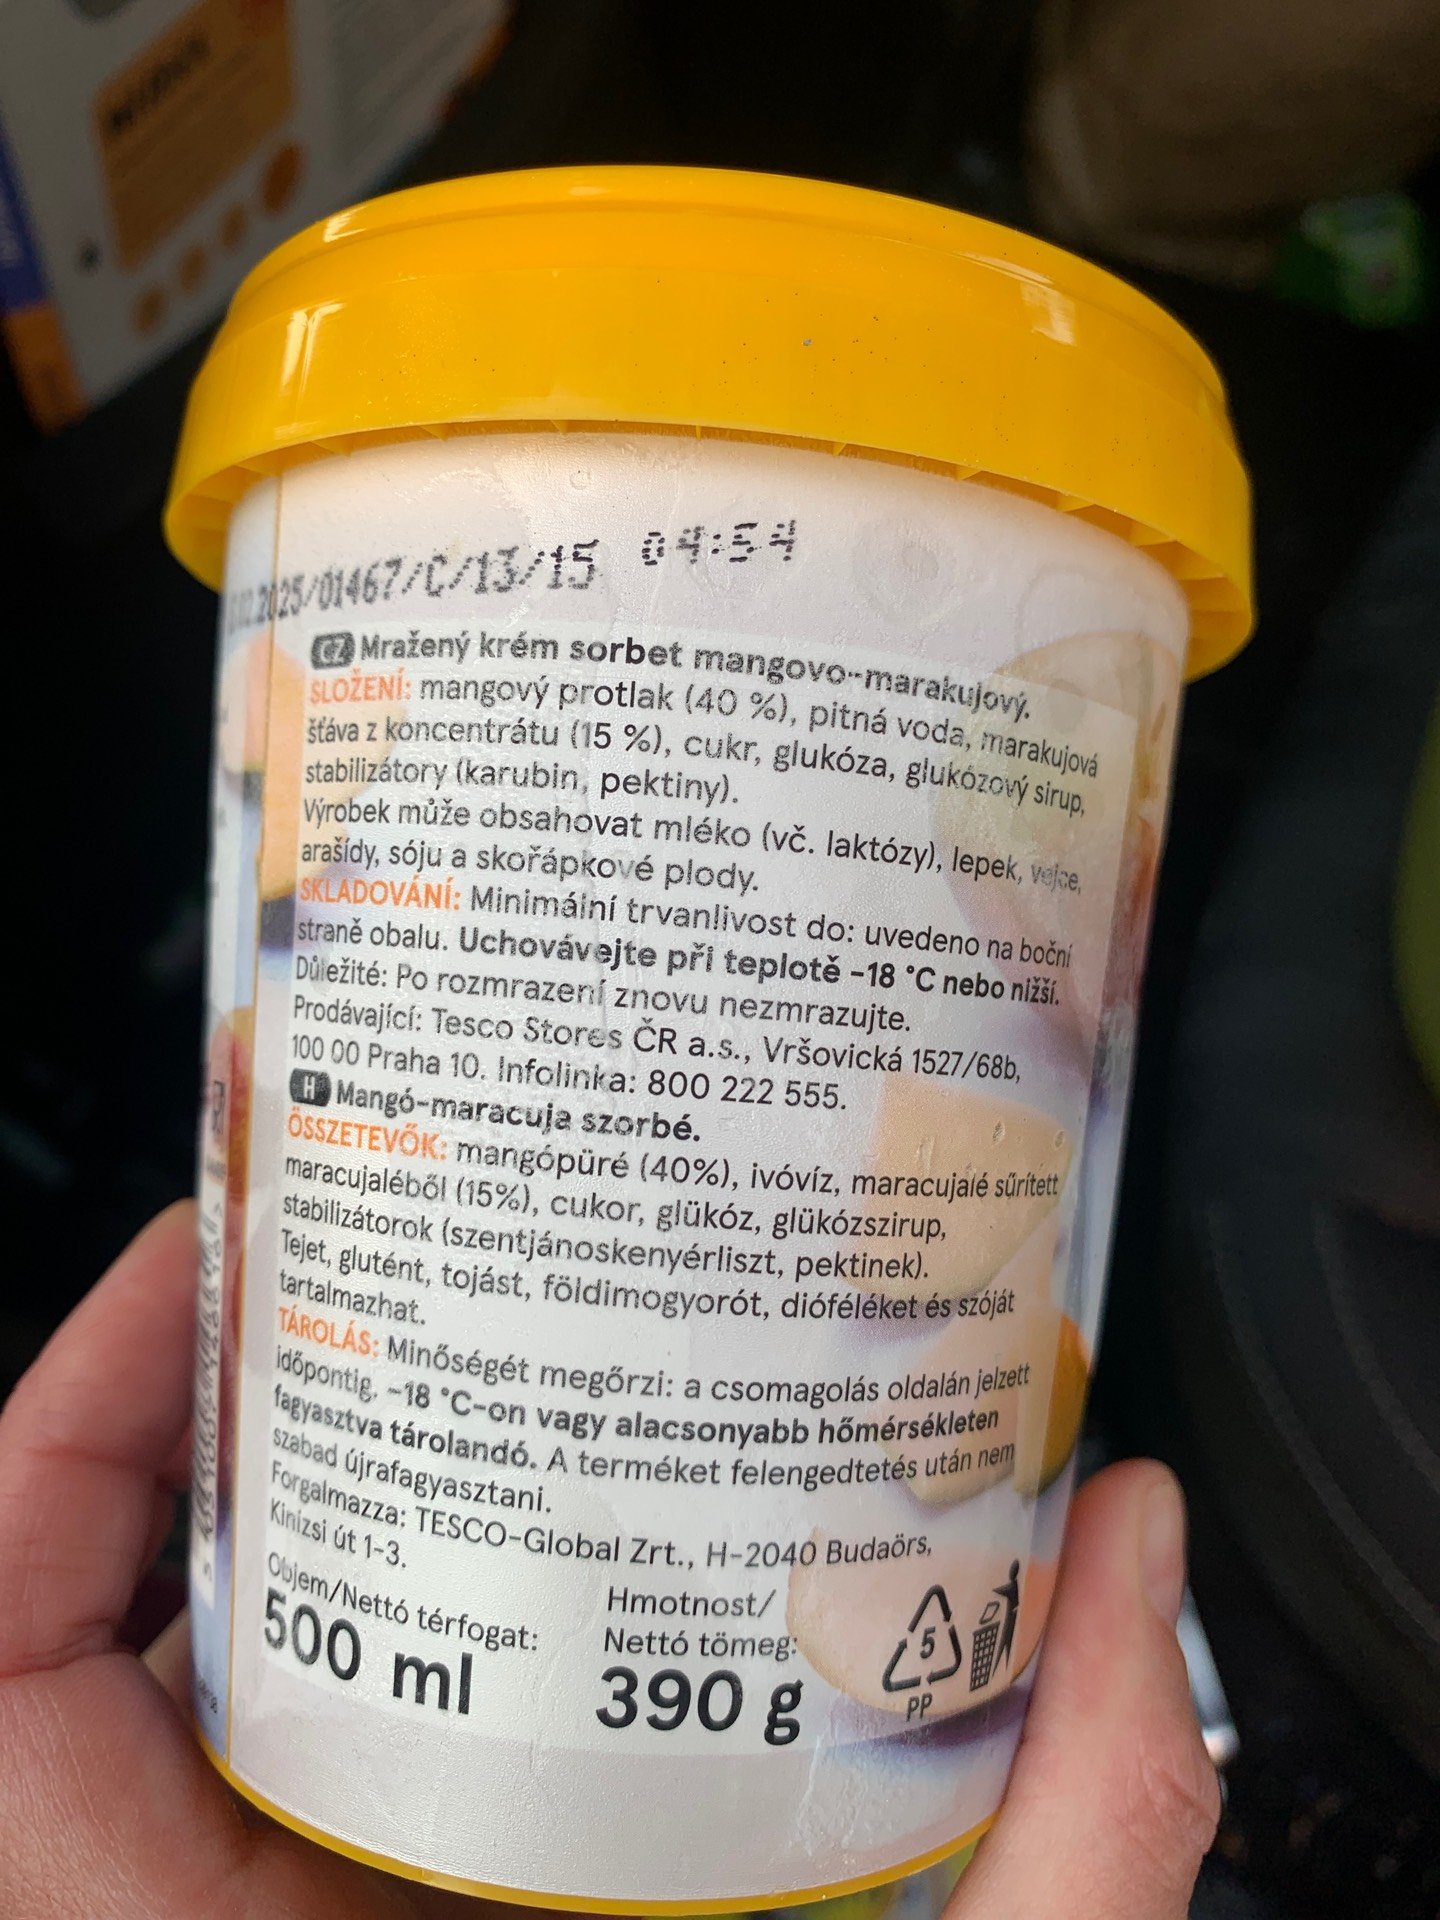 .2025/01467/C/13/15 04:54
CZ Mražený krém sorbet mangovo-marakujový.
SLOŽENÍ: mangový protlak (40 %), pitná voda, marakujová
šťáva z koncentrátu (15 %), cukr, glukóza, glukózový sirup,
stabilizátory (karubin, pektiny).
Výrobek může obsahovat mléko (vč. laktózy), lepek, vejce,
arašídy, sóju a skořápkové plody.
SKLADOVÁNÍ: Minimální trvanlivost do: uvedeno na boční
straně obalu. Uchovávejte při teplotě -18 °C nebo nižší.
Důležité: Po rozmrazení znovu nezmrazujte.
Prodávající: Tesco Stores ČR a.s., Vršovická 1527/68b,
100 00 Praha 10. Infolinka: 800 222 555.
H Mangó-maracuja szorbé.
ÖSSZETEVŐK: mangópüré (40%), ivóvíz, maracujalé sűrített
maracujaléből (15%), cukor, glükóz, glükózszirup,
stabilizátorok (szentjánoskenyérliszt, pektinek).
Tejet, glutént, tojást, földimogyorót, dióféléket és szóját
tartalmazhat.
TÁROLÁS: Minőségét megőrzi: a csomagolás oldalán jelzett
időpontig, -18 °C-on vagy alacsonyabb hőmérsékleten
fagyasztva tárolandó. A terméket felengedtetés után nem
szabad újrafagyasztani.
Forgalmazza: TESCO-Global Zrt., H-2040 Budaörs,
Kinizsi út 1-3.
Objem/Nettó térfogat:
500 ml
Hmotnost/
Nettó tömeg:
390 g
5
PP